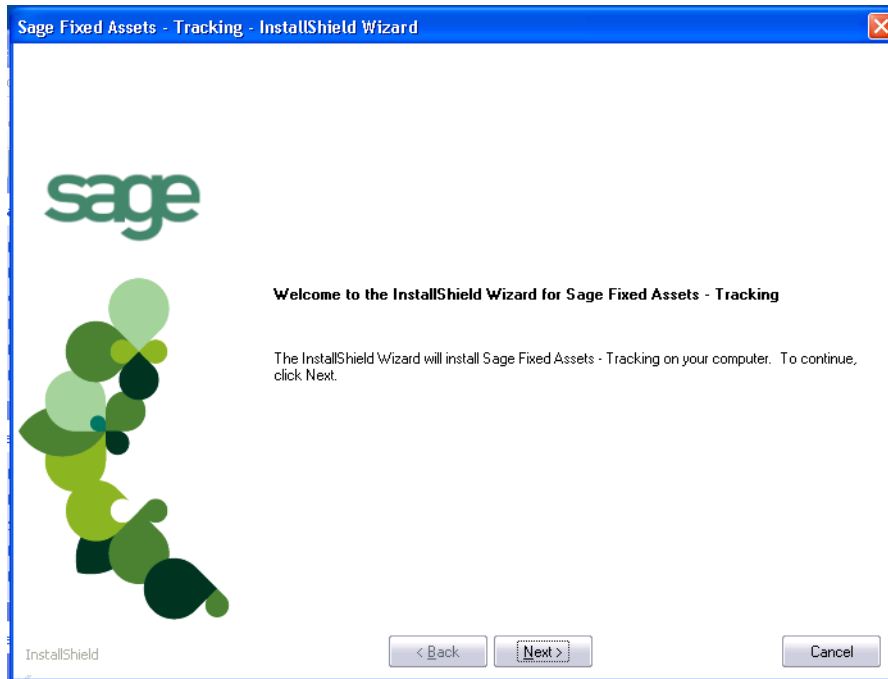 Sage Fixed Assets - Tracking - InstallShield Wizard
sage
Welcome to the InstallShield Wizard for Sage Fixed Assets - Tracking
The InstallShield Wizard will install Sage Fixed Assets - Tracking on your computer. To continue,
click Next.
InstallShield
< Back
Next >
Cancel